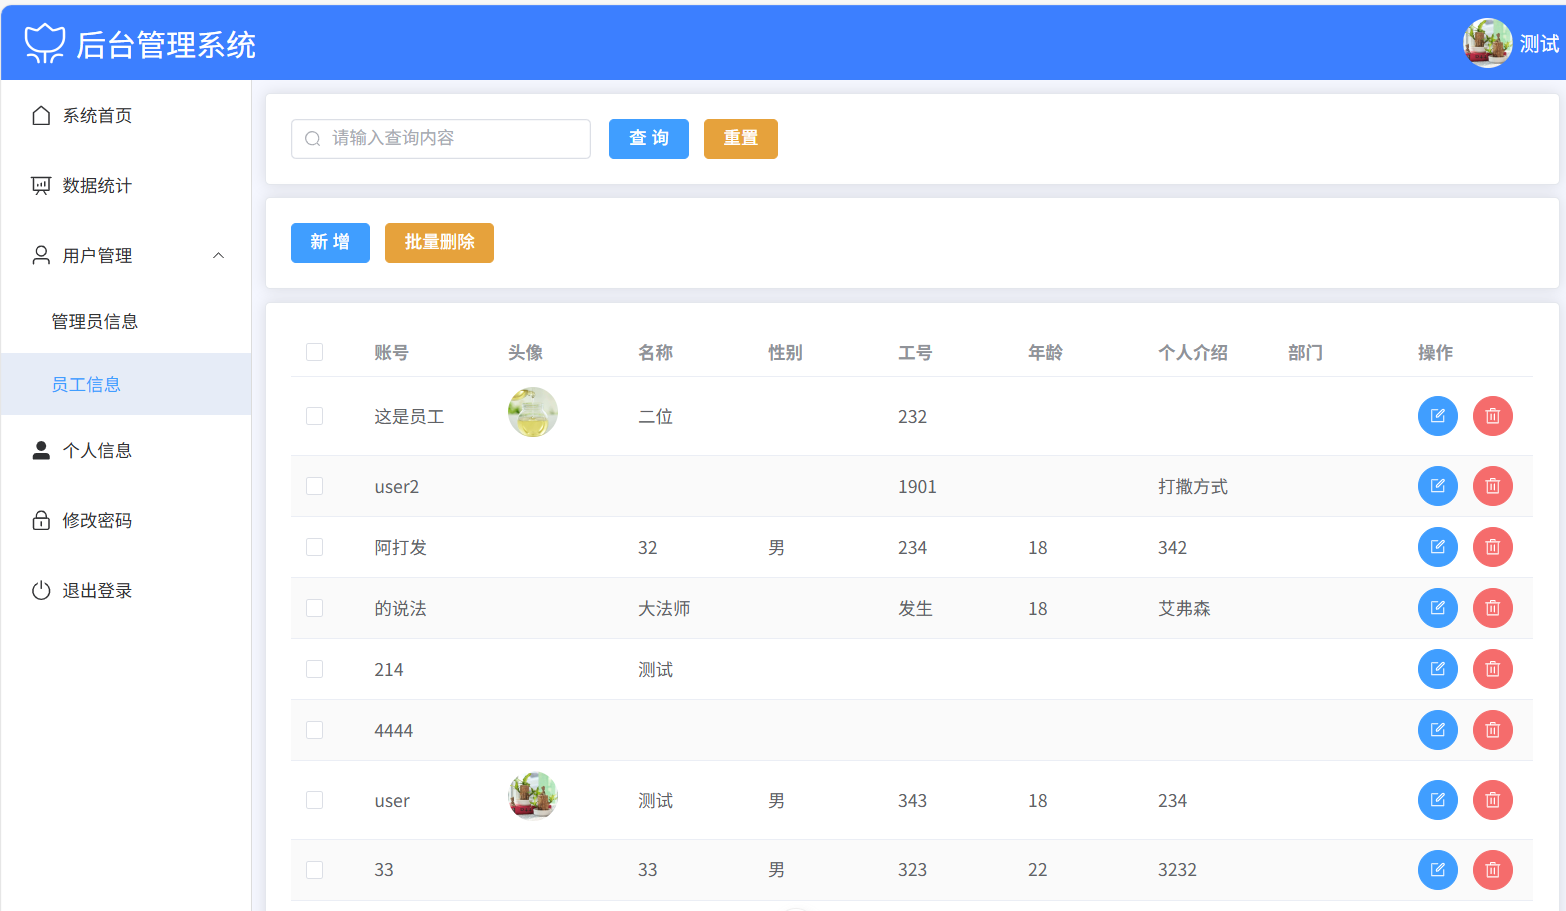 后台管理系统
测试
系统首页
数据统计
用户管理
管理员信息
员工信息
个人信息
修改密码
退出登录
请输入查询内容 查 询 重置
新 增 批量删除
账号 头像 名称 性别 工号 年龄 个人介绍 部门 操作
这是员工 二位 232
user2 1901 打撒方式
阿打发 32 男 234 18 342
的说法 大法师 发生 18 艾弗森
214 测试
4444
user 测试 男 343 18 234
33 33 男 323 22 3232